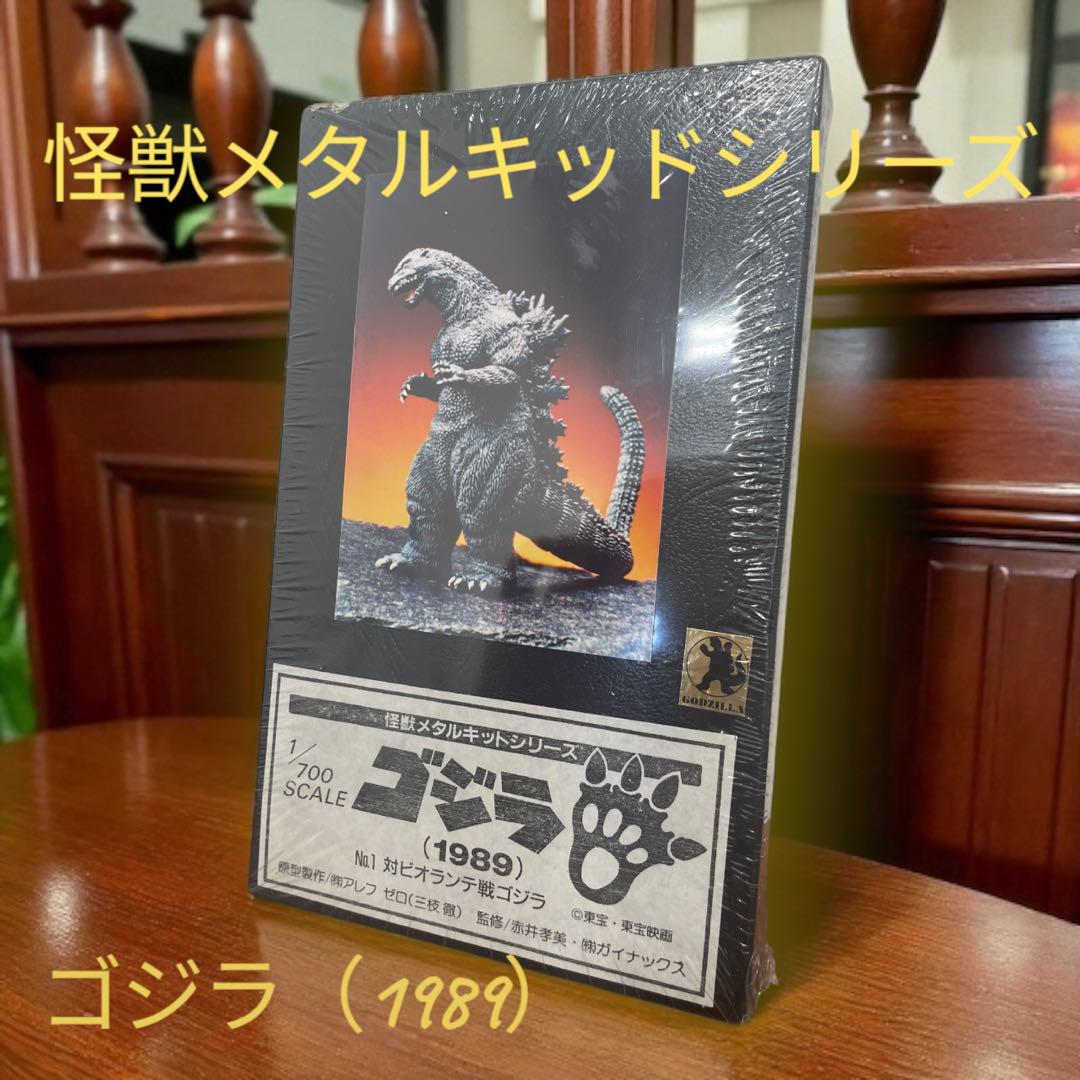 怪獣メタルキッドシリーズ
GODZILLA
怪獣メタルキットシリーズ
1/700
SCALE
ゴジラ
(1989)
No.1 対ビオランテ戦ゴジラ
©東宝・東宝映画
原型製作/㈱アレフ ゼロ(三枝 徹) 監修/赤井孝美・㈱ガイナックス
ゴジラ（1989）